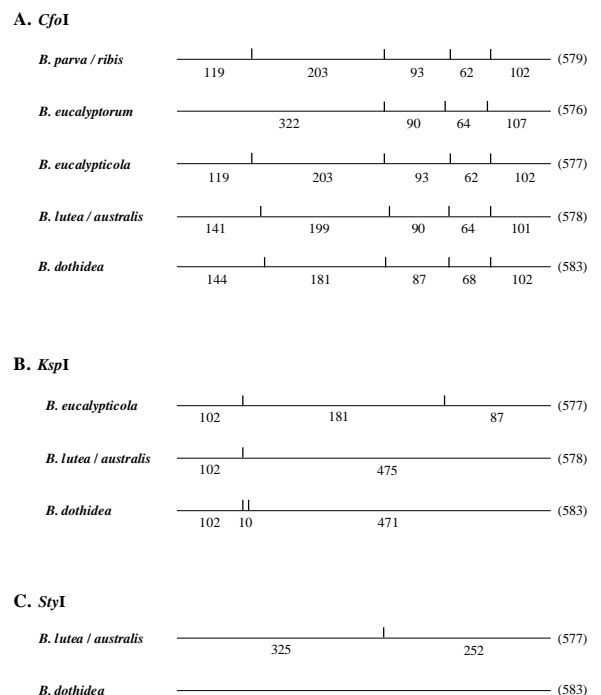 A. CfoI
B. parva / ribis (579)
119 203 93 62 102
B. eucalyptorum (576)
322 90 64 107
B. eucalypticola (577)
119 203 93 62 102
B. lutea / australis (578)
141 199 90 64 101
B. dothidea (583)
144 181 87 68 102
B. KspI
B. eucalypticola (577)
102 181 87
B. lutea / australis (578)
102 475
B. dothidea (583)
102 10 471
C. StyI
B. lutea / australis (577)
325 252
B. dothidea (583)